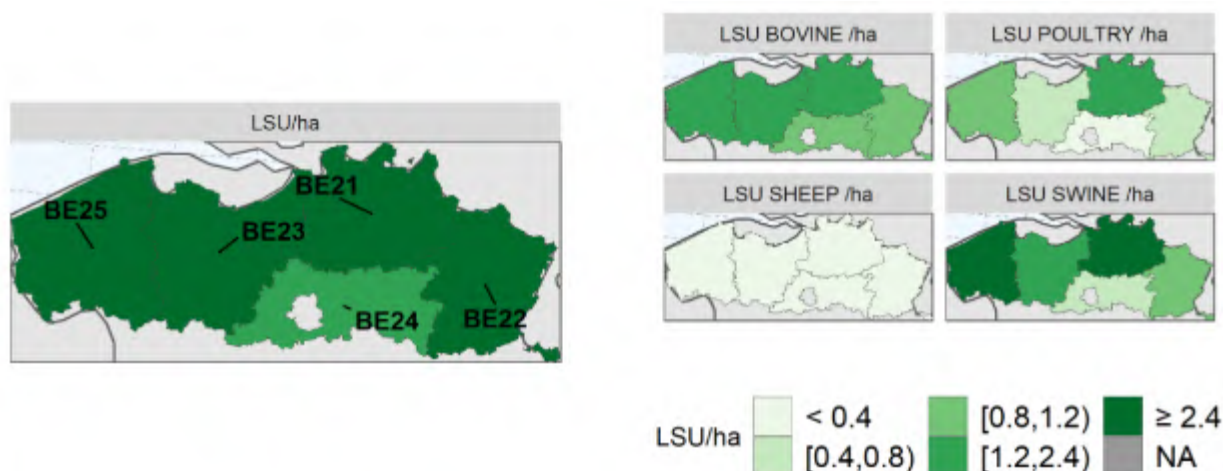 LSU/ha
BE21
BE25
BE23
BE24
BE22
LSU BOVINE /ha
LSU POULTRY /ha
LSU SHEEP /ha
LSU SWINE /ha
LSU/ha
< 0.4
[0.8,1.2)
≥ 2.4
[0.4,0.8)
[1.2,2.4)
NA